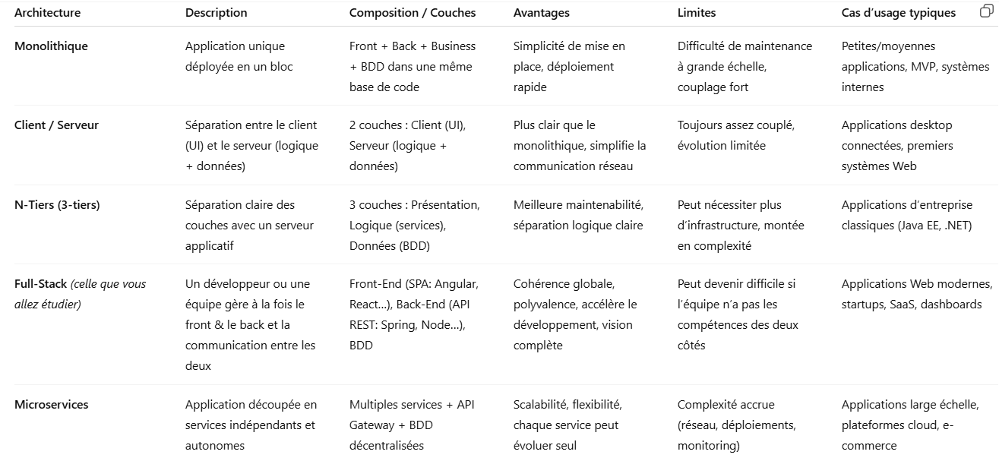 Architecture Description Composition / Couches Avantages Limites Cas d’usage typiques
Monolithique
Application unique
déployée en un bloc
Front + Back + Business
+ BDD dans une même
base de code
Simplicité de mise en
place, déploiement
rapide
Difficulté de maintenance
à grande échelle,
couplage fort
Petites/moyennes
applications, MVP, systèmes
internes
Client / Serveur
Séparation entre le client
(UI) et le serveur (logique
+ données)
2 couches : Client (UI),
Serveur (logique +
données)
Plus clair que le
monolithique, simplifie la
communication réseau
Toujours assez couplé,
évolution limitée
Applications desktop
connectées, premiers
systèmes Web
N-Tiers (3-tiers)
Séparation claire des
couches avec un serveur
applicatif
3 couches : Présentation,
Logique (services),
Données (BDD)
Meilleure maintenabilité,
séparation logique claire
Peut nécessiter plus
d’infrastructure, montée
en complexité
Applications d’entreprise
classiques (Java EE, .NET)
Full-Stack (celle que vous
allez étudier)
Un développeur ou une
équipe gère à la fois le
front & le back et la
communication entre les
deux
Front-End (SPA: Angular,
React…), Back-End (API
REST: Spring, Node…),
BDD
Cohérence globale,
polyvalence, accélère le
développement, vision
complète
Peut devenir difficile si
l’équipe n’a pas les
compétences des deux
côtés
Applications Web modernes,
startups, SaaS, dashboards
Microservices
Application découpée en
services indépendants et
autonomes
Multiples services + API
Gateway + BDD
décentralisées
Scalabilité, flexibilité,
chaque service peut
évoluer seul
Complexité accrue
(réseau, déploiements,
monitoring)
Applications large échelle,
plateformes cloud, e-
commerce